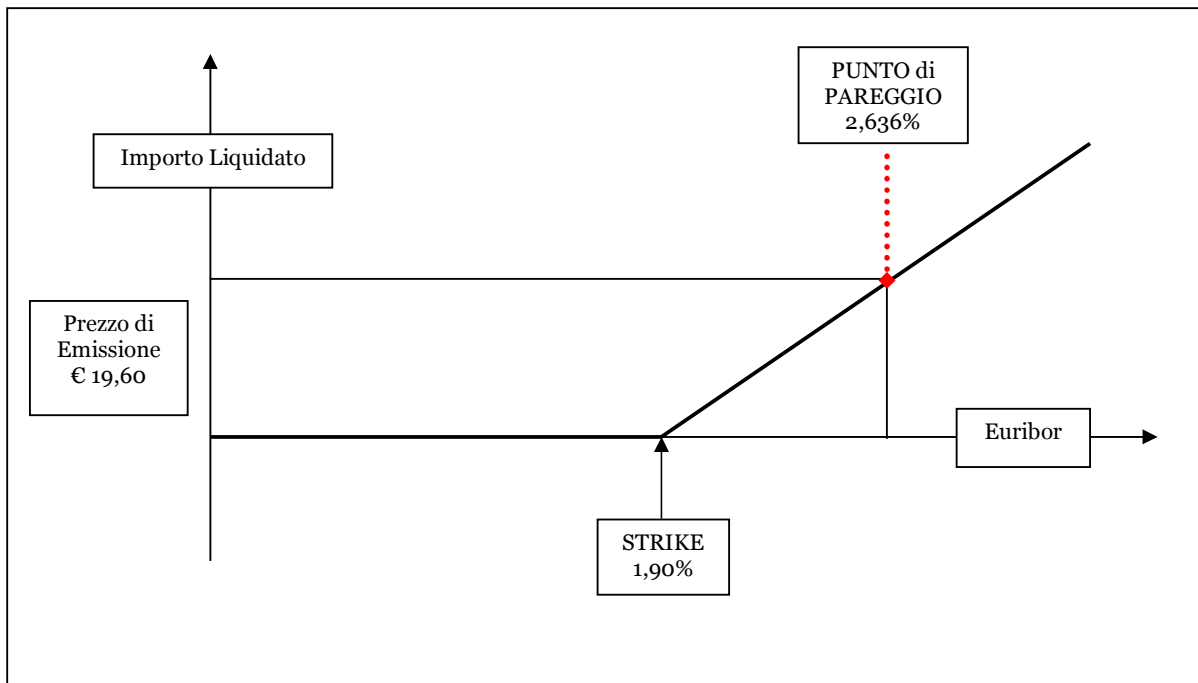 PUNTO di
PAREGGIO
2,636%
Importo Liquidato
Prezzo di
Emissione
€ 19,60
Euribor
STRIKE
1,90%